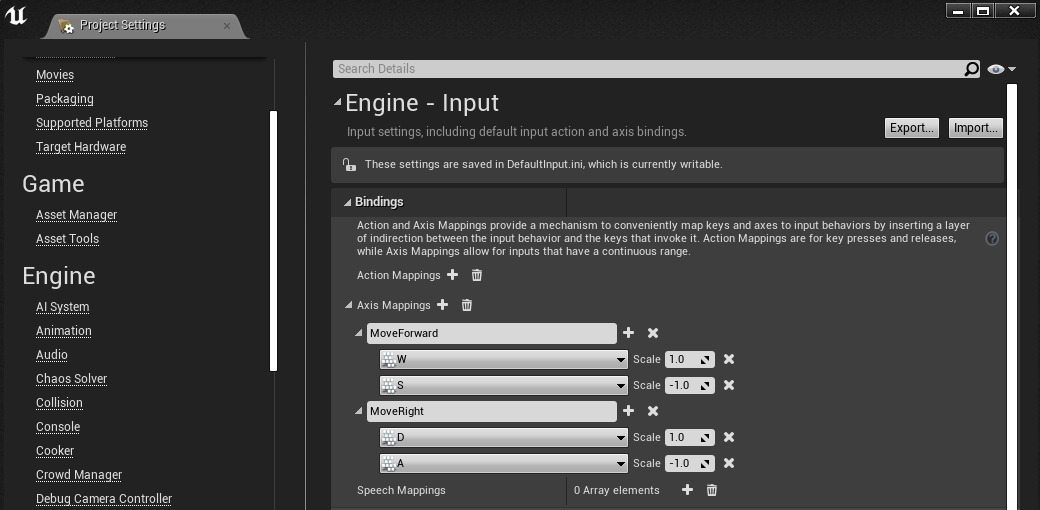 Project Settings
Movies
Packaging
Supported Platforms
Target Hardware
Game
Asset Manager
Asset Tools
Engine
AI System
Animation
Audio
Chaos Solver
Collision
Console
Cooker
Crowd Manager
Debug Camera Controller
Search Details
Engine - Input
Input settings, including default input action and axis bindings.
Export...
Import...
These settings are saved in DefaultInput.ini, which is currently writable.
Bindings
Action and Axis Mappings provide a mechanism to conveniently map keys and axes to input behaviors by inserting a layer
of indirection between the input behavior and the keys that invoke it. Action Mappings are for key presses and releases,
while Axis Mappings allow for inputs that have a continuous range.
Action Mappings
Axis Mappings
MoveForward
W Scale 1.0
S Scale -1.0
MoveRight
D Scale 1.0
A Scale -1.0
Speech Mappings 0 Array elements